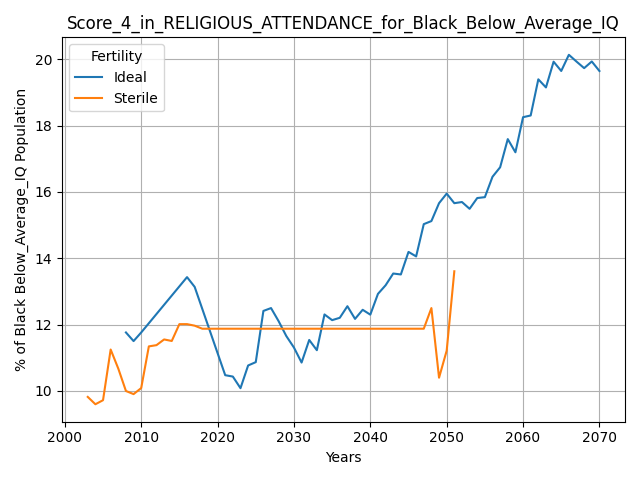 Score_4_in_RELIGIOUS_ATTENDANCE_for_Black_Below_Average_IQ
Fertility
Ideal
Sterile
% of Black Below_Average_IQ Population
20
18
16
14
12
10
2000 2010 2020 2030 2040 2050 2060 2070
Years